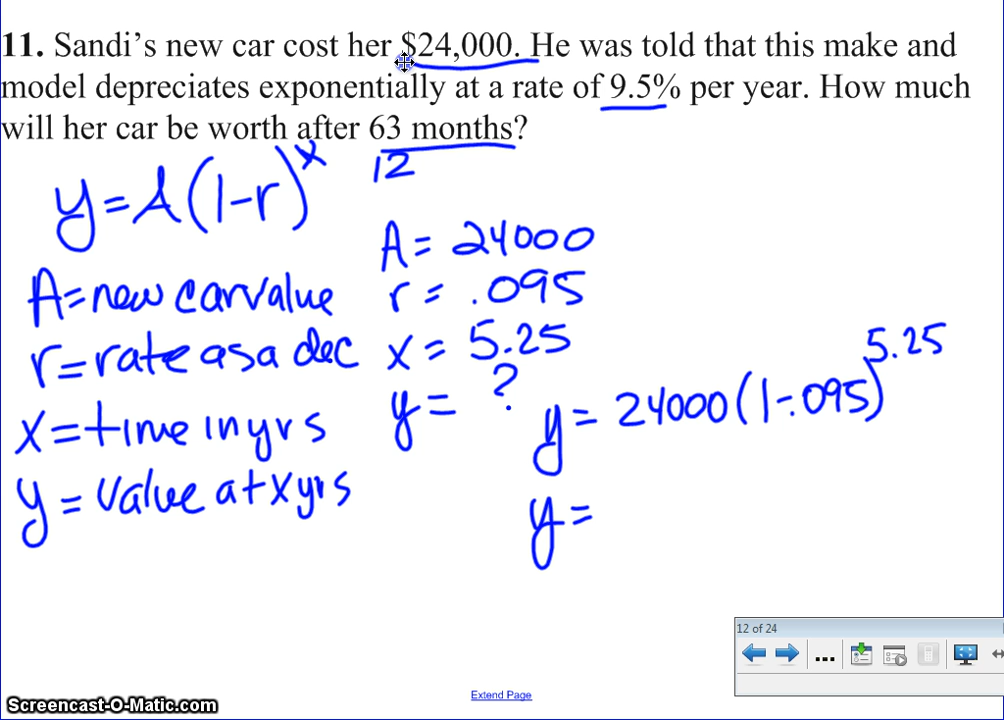 11. Sandi’s new car cost her $24,000. He was told that this make and
model depreciates exponentially at a rate of 9.5% per year. How much
will her car be worth after 63 months?
12
y = A(1-r)^x
A = 24000
A = new car value
r = .095
r = rate as a dec
x = 5.25
x = time in yrs
y = ?
y = 24000(1-.095)^5.25
y = value at x yrs
y =
12 of 24
...
Extend Page
Screencast-O-Matic.com